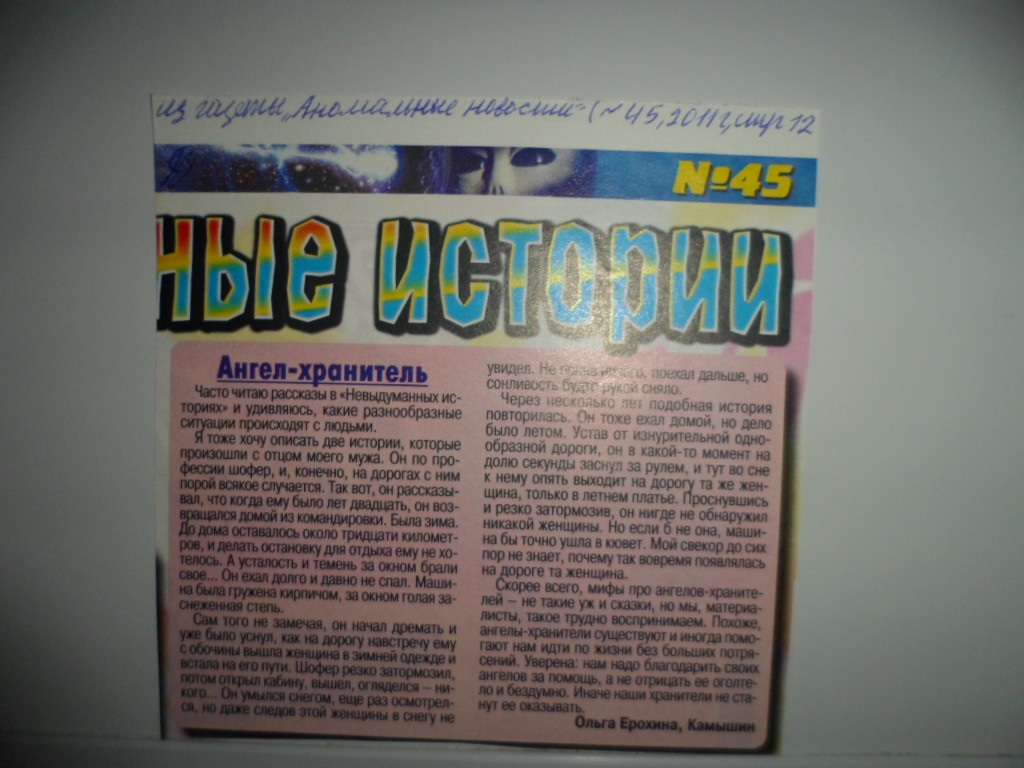 из газеты „Аномальные новости" (~ 45, 2011г, стр 12
№45
ные истории
Ангел-хранитель
Часто читаю рассказы в «Невыдуманных ис-
ториях» и удивляюсь, какие разнообразные
ситуации происходят с людьми.
Я тоже хочу описать две истории, которые
произошли с отцом моего мужа. Он по про-
фессии шофер, и, конечно, на дорогах с ним
порой всякое случается. Так вот, он рассказы-
вал, что когда ему было лет двадцать, он воз-
вращался домой из командировки. Была зима.
До дома оставалось около тридцати километ-
ров, и делать остановку для отдыха ему не хо-
телось. А усталость и темень за окном брали
свое... Он ехал долго и давно не спал. Маши-
на была гружена кирпичом, за окном голая за-
снеженная степь.
Сам того не замечая, он начал дремать и
уже было уснул, как на дорогу навстречу ему
с обочины вышла женщина в зимней одежде и
встала на его пути. Шофер резко затормозил,
потом открыл кабину, вышел, огляделся – ни-
кого... Он умылся снегом, еще раз осмотрел-
ся, но даже следов этой женщины в снегу не
увидел. Не поняв ничего, поехал дальше, но
сонливость будто рукой сняло.
Через несколько лет подобная история
повторилась. Он тоже ехал домой, но дело
было летом. Устав от изнурительной одно-
образной дороги, он в какой-то момент на
долю секунды заснул за рулем, и тут во сне
к нему опять выходит на дорогу та же жен-
щина, только в летнем платье. Проснувшись
и резко затормозив, он нигде не обнаружил
никакой женщины. Но если б не она, маши-
на бы точно ушла в кювет. Мой свекор до сих
пор не знает, почему так вовремя появлялась
на дороге та женщина.
Скорее всего, мифы про ангелов-храните-
лей – не такие уж и сказки, но мы, материа-
листы, такое трудно воспринимаем. Похоже,
ангелы-хранители существуют и иногда помо-
гают нам идти по жизни без больших потря-
сений. Уверена: нам надо благодарить своих
ангелов за помощь, а не отрицать ее оголте-
ло и бездумно. Иначе наши хранители не ста-
нут ее оказывать.
Ольга Ерохина, Камышин